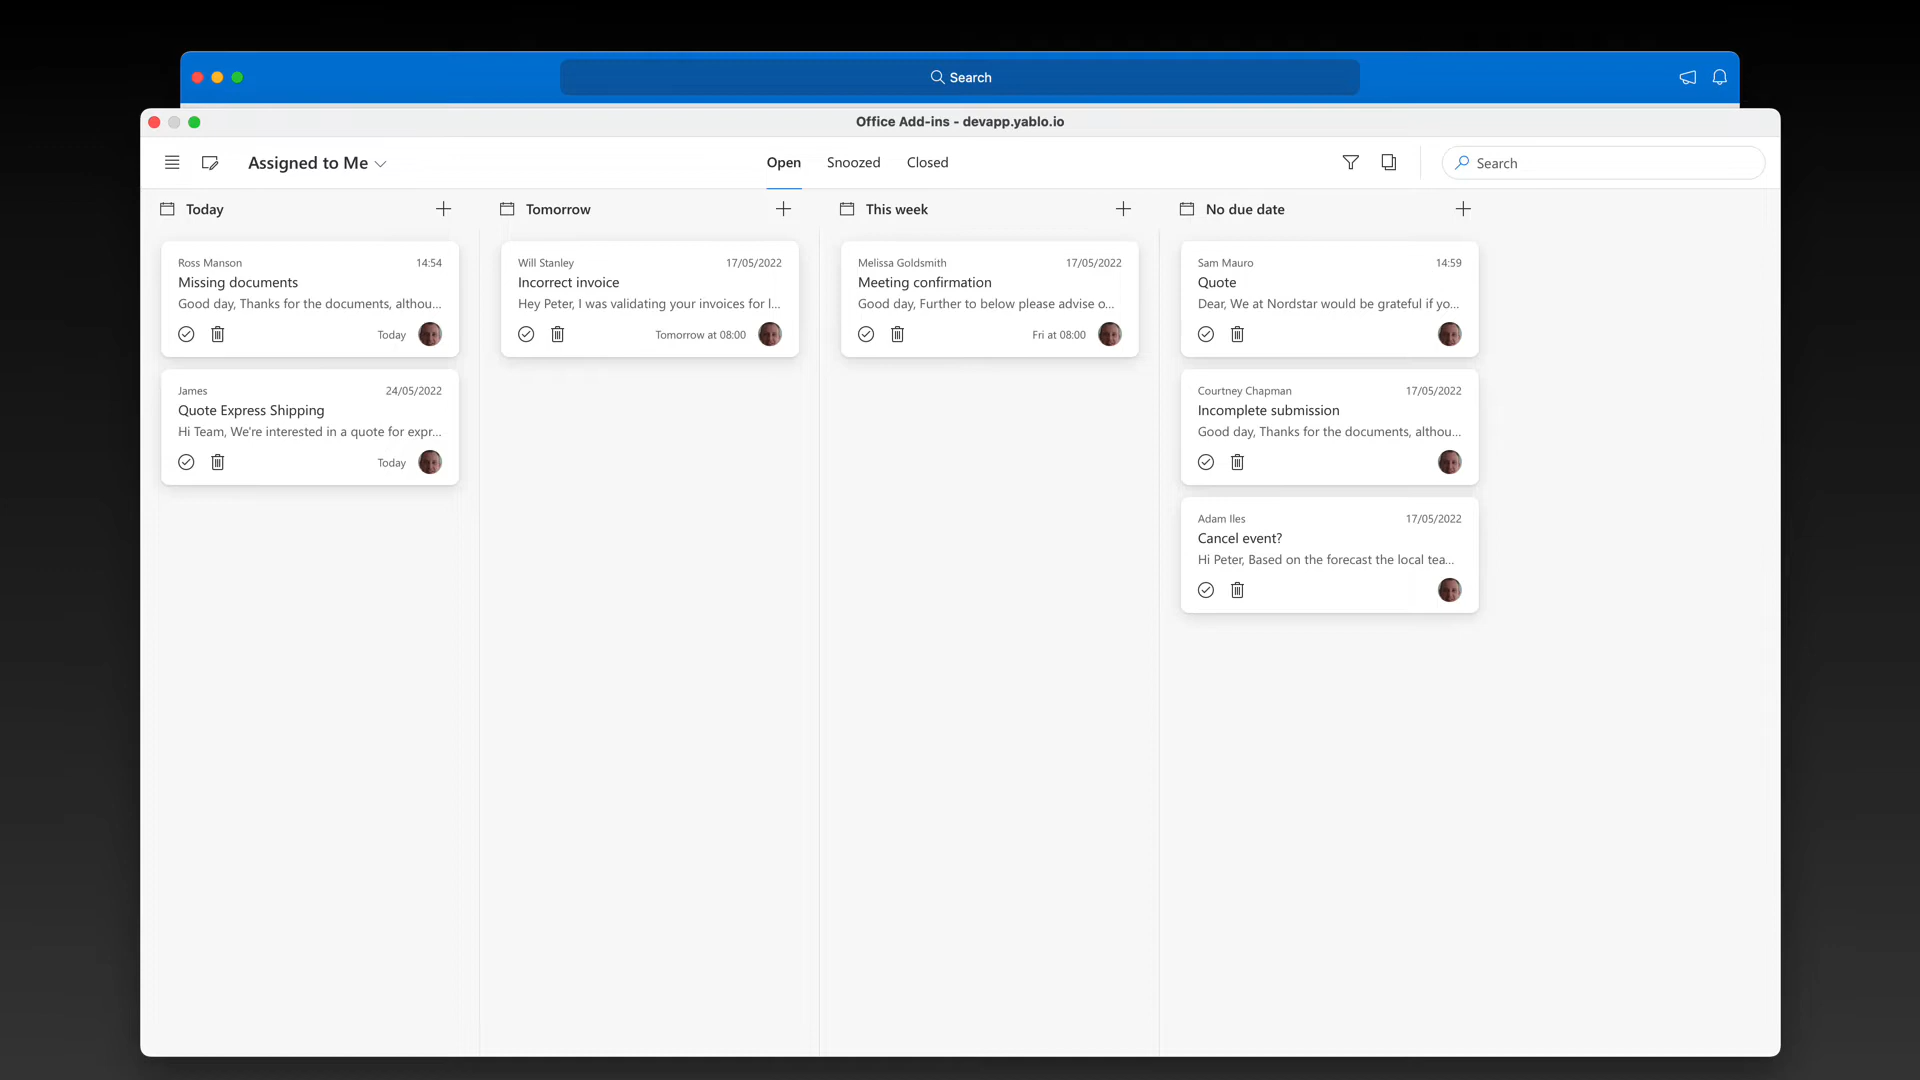 Search
Office Add-ins - devapp.yablo.io
Assigned to Me
Open
Snoozed
Closed
Search
Today
Ross Manson 14:54
Missing documents
Good day, Thanks for the documents, althou...
Today
James 24/05/2022
Quote Express Shipping
Hi Team, We're interested in a quote for expr...
Today
Tomorrow
Will Stanley 17/05/2022
Incorrect invoice
Hey Peter, I was validating your invoices for l...
Tomorrow at 08:00
This week
Melissa Goldsmith 17/05/2022
Meeting confirmation
Good day, Further to below please advise o...
Fri at 08:00
No due date
Sam Mauro 14:59
Quote
Dear, We at Nordstar would be grateful if yo...
Courtney Chapman 17/05/2022
Incomplete submission
Good day, Thanks for the documents, althou...
Adam Iles 17/05/2022
Cancel event?
Hi Peter, Based on the forecast the local tea...